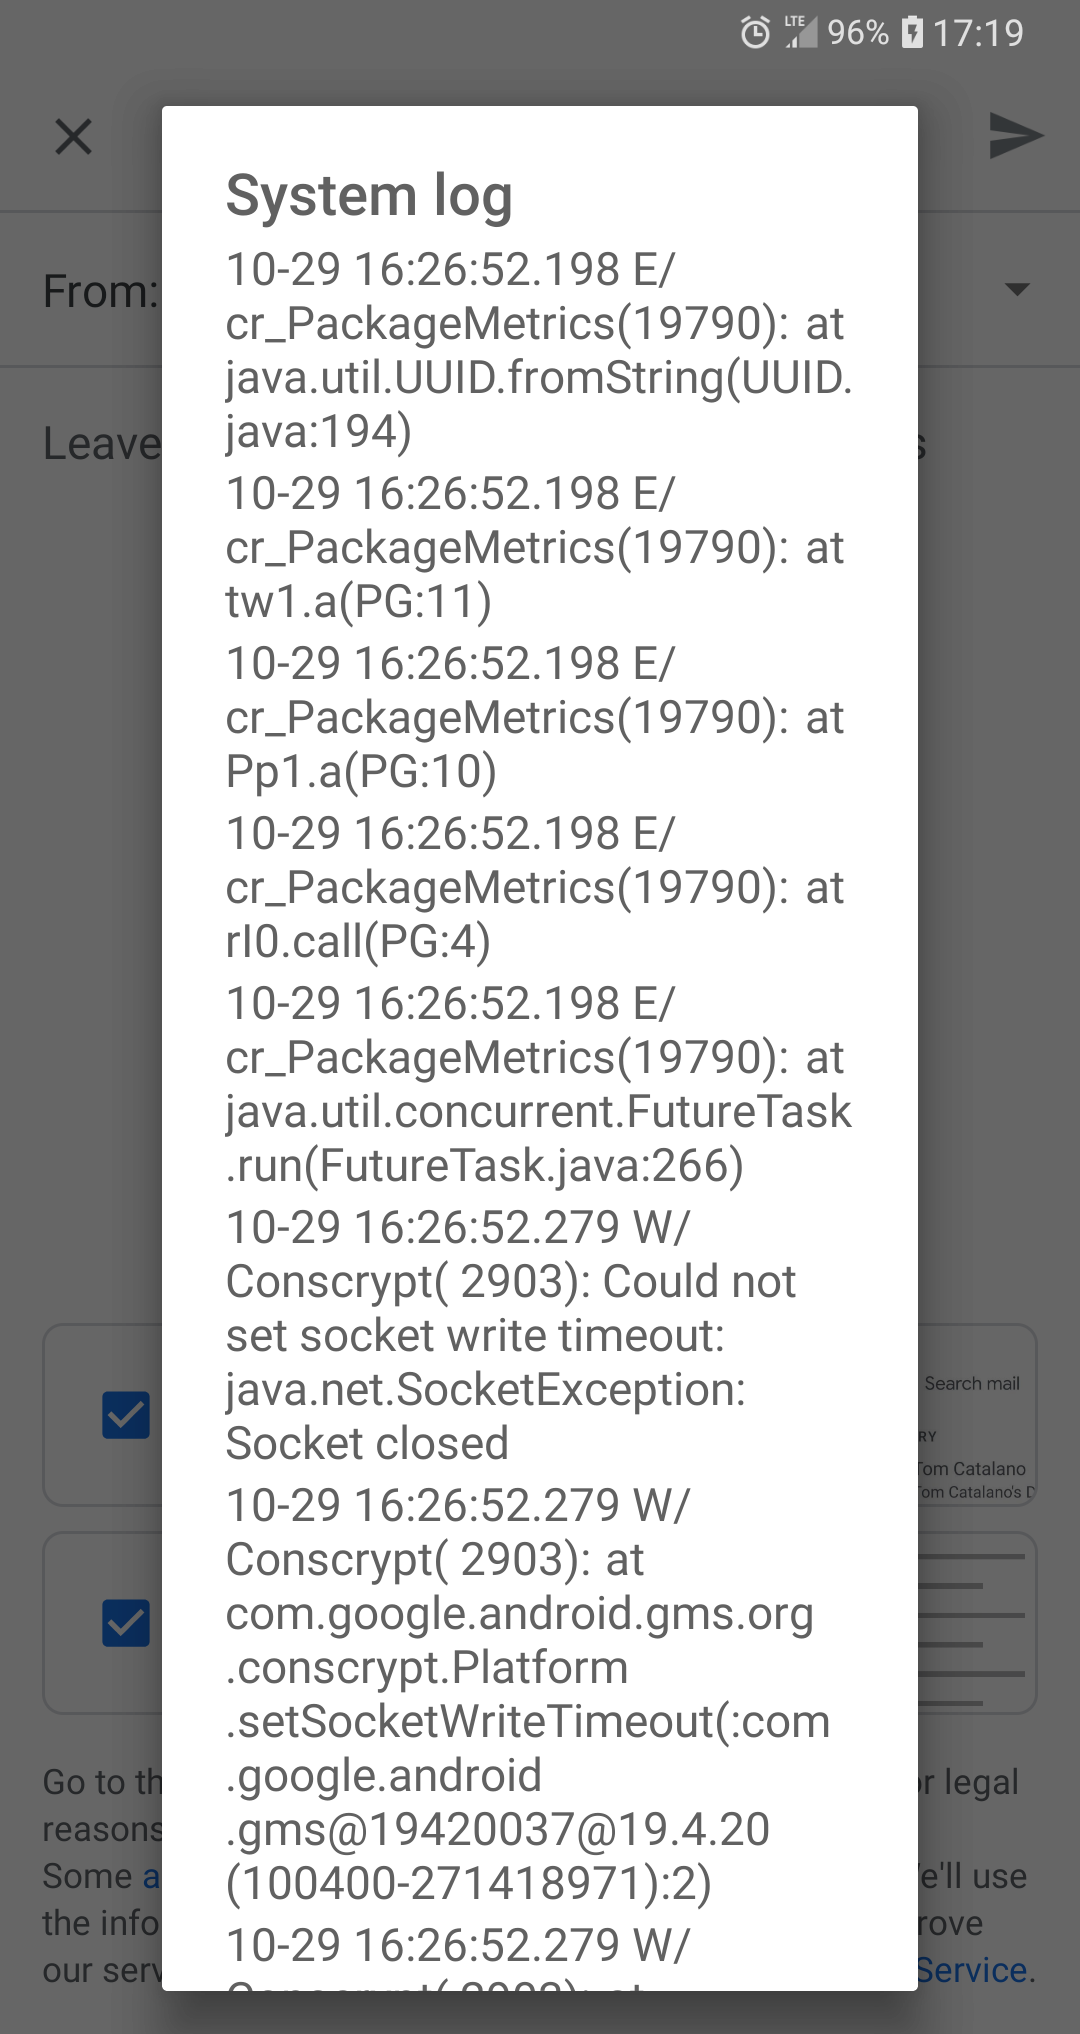 LTE 96% 17:19
From:
Leave
System log
10-29 16:26:52.198 E/
cr_PackageMetrics(19790): at
java.util.UUID.fromString(UUID.
java:194)
10-29 16:26:52.198 E/
cr_PackageMetrics(19790): at
tw1.a(PG:11)
10-29 16:26:52.198 E/
cr_PackageMetrics(19790): at
Pp1.a(PG:10)
10-29 16:26:52.198 E/
cr_PackageMetrics(19790): at
rI0.call(PG:4)
10-29 16:26:52.198 E/
cr_PackageMetrics(19790): at
java.util.concurrent.FutureTask
.run(FutureTask.java:266)
10-29 16:26:52.279 W/
Conscrypt( 2903): Could not
set socket write timeout:
java.net.SocketException:
Socket closed
10-29 16:26:52.279 W/
Conscrypt( 2903): at
com.google.android.gms.org
.conscrypt.Platform
.setSocketWriteTimeout(:com
.google.android
.gms@19420037@19.4.20
(100400-271418971):2)
10-29 16:26:52.279 W/
Conscrypt( 2903): at
Search mail
RY
Tom Catalano
Tom Catalano's D
Go to th
r legal
reasons
Some a
e'll use
the info
rove
our serv
Service.